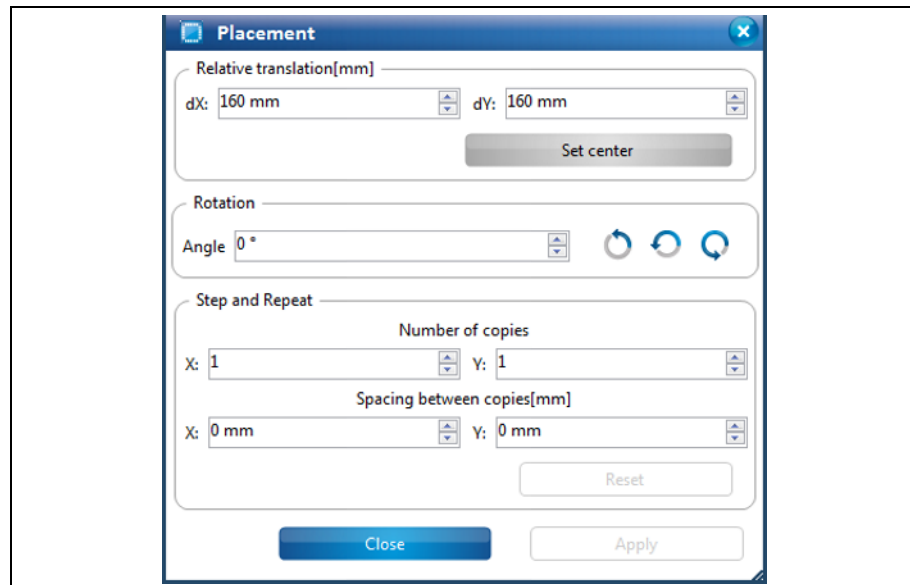 Placement
Relative translation[mm]
dX: 160 mm dY: 160 mm
Set center
Rotation
Angle 0 °
Step and Repeat
Number of copies
X: 1 Y: 1
Spacing between copies[mm]
X: 0 mm Y: 0 mm
Reset
Close Apply